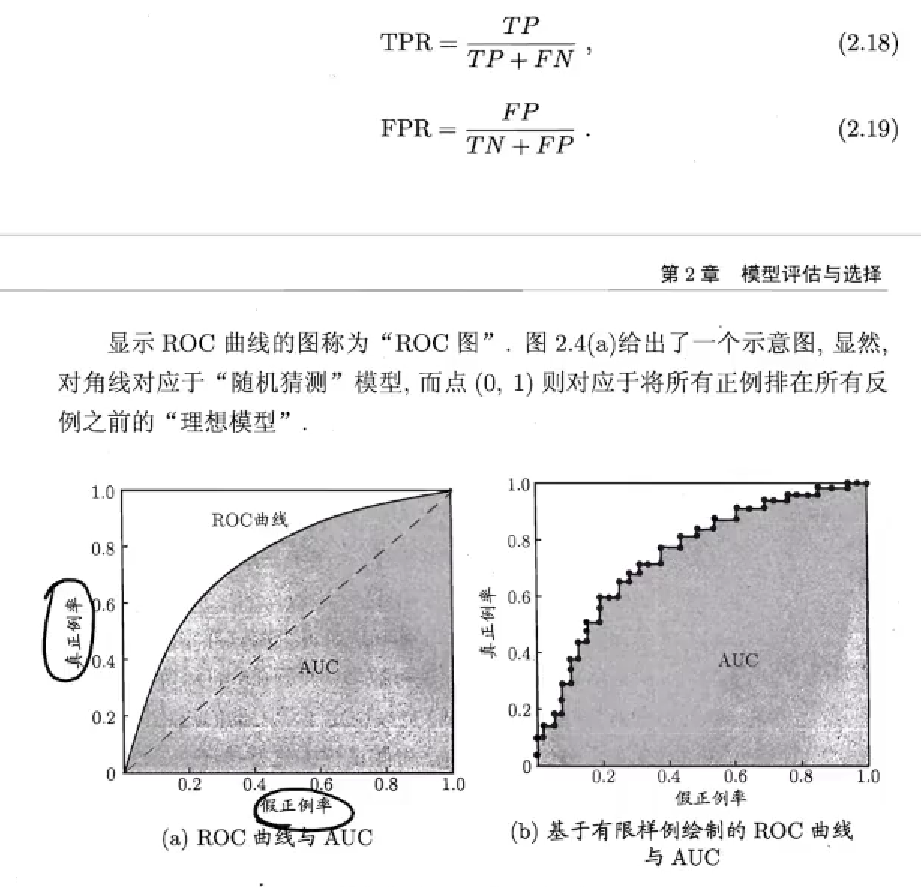 TPR = TP / (TP + FN) , (2.18)
FPR = FP / (TN + FP) . (2.19)
第 2 章 模型评估与选择
显示 ROC 曲线的图称为“ROC 图”. 图 2.4(a)给出了一个示意图, 显然,
对角线对应于“随机猜测”模型, 而点 (0, 1) 则对应于将所有正例排在所有反
例之前的“理想模型”.
1.0
0.8
0.6
0.4
0.2
0
真正例率
ROC曲线
AUC
0.2 0.4 0.6 0.8 1.0
假正例率
(a) ROC 曲线与 AUC
1.0
0.8
0.6
0.4
0.2
0
真正例率
AUC
0.2 0.4 0.6 0.8 1.0
假正例率
(b) 基于有限样例绘制的 ROC 曲线
与 AUC